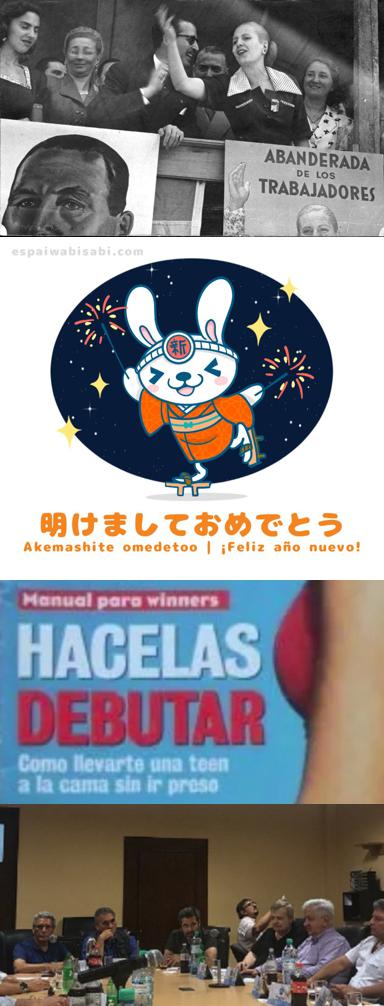 ABANDERADA
DE LOS
TRABAJADORES
espaiwabisabi.com
新
明けましておめでとう
Akemashite omedetoo | ¡Feliz año nuevo!
Manual para winners
HACELAS
DEBUTAR
Como llevarte una teen
a la cama sin ir preso